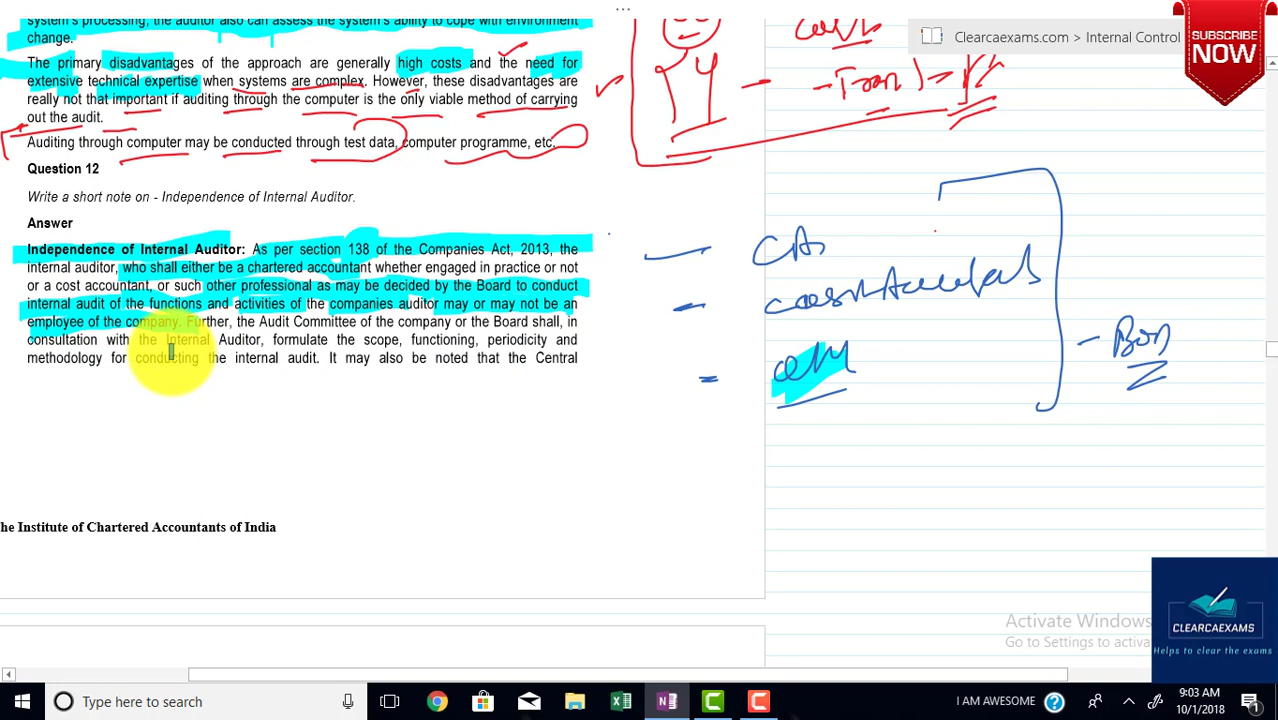 system's processing, the auditor also can assess the system's ability to cope with environment
change.
The primary disadvantages of the approach are generally high costs and the need for
extensive technical expertise when systems are complex. However, these disadvantages are
really not that important if auditing through the computer is the only viable method of carrying
out the audit.
Auditing through computer may be conducted through test data, computer programme, etc.
Question 12
Write a short note on - Independence of Internal Auditor.
Answer
Independence of Internal Auditor: As per section 138 of the Companies Act, 2013, the
internal auditor, who shall either be a chartered accountant whether engaged in practice or not
or a cost accountant, or such other professional as may be decided by the Board to conduct
internal audit of the functions and activities of the companies auditor may or may not be an
employee of the company. Further, the Audit Committee of the company or the Board shall, in
consultation with the Internal Auditor, formulate the scope, functioning, periodicity and
methodology for conducting the internal audit. It may also be noted that the Central
he Institute of Chartered Accountants of India
CA
- BOD
Clearcaexams.com > Internal Control
SUBSCRIBE
NOW
Activate Windows
Go to Settings to activa
CLEARCAEXAMS
Helps to clear the exams
Type here to search
I AM AWESOME
9:03 AM
10/1/2018